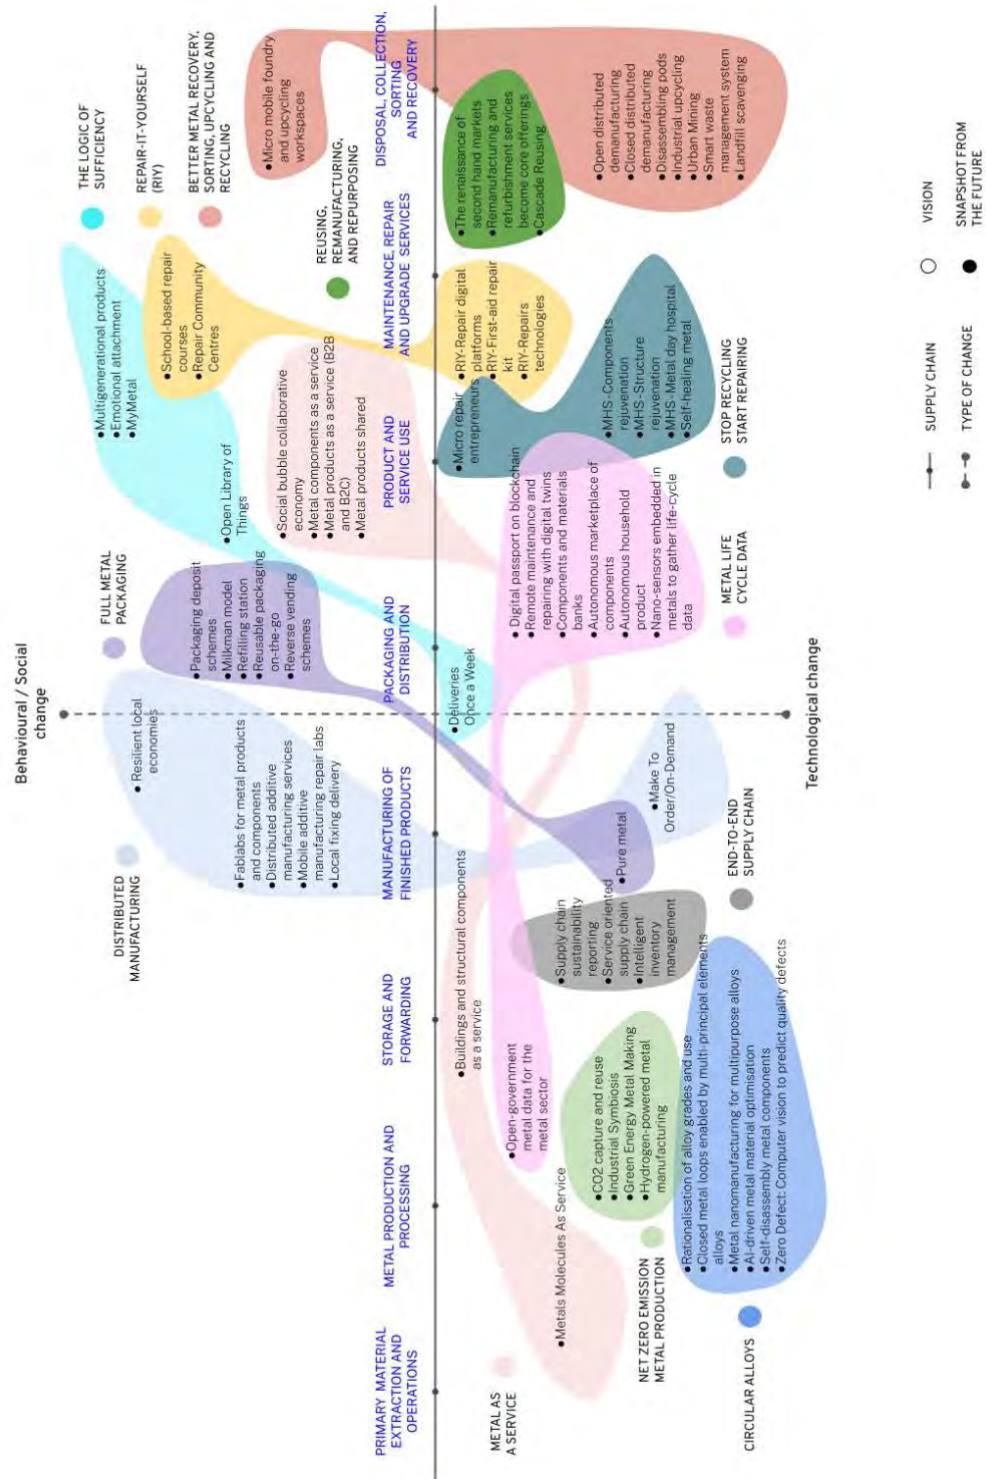 Behavioural / Social
change
THE LOGIC OF
SUFFICIENCY
REPAIR-IT-YOURSELF
(RIY)
BETTER METAL RECOVERY,
SORTING, UPCYCLING AND
RECYCLING
FULL METAL
PACKAGING
DISTRIBUTED
MANUFACTURING
REUSING,
REMANUFACTURING,
AND REPURPOSING
•Resilient local
economies
•Fablabs for metal products
and components
•Distributed additive
manufacturing services
•Mobile additive
manufacturing repair labs
•Local fixing delivery
•Packaging deposit
schemes
•Milkman model
•Refilling station
•Reusable packaging
on-the-go
•Reverse vending
schemes
•Multigenerational products
•Emotional attachment
•MyMetal
•Open Library of
Things
•Social bubble collaborative
economy
•Metal components as a service
•Metal products as a service (B2B
and B2C)
•Metal products shared
•School-based repair
courses
•Repair Community
Centres
•Micro mobile foundry
and upcycling
workspaces
PRIMARY MATERIAL
EXTRACTION AND
OPERATIONS
METAL PRODUCTION AND
PROCESSING
STORAGE AND
FORWARDING
MANUFACTURING OF
FINISHED PRODUCTS
PACKAGING AND
DISTRIBUTION
PRODUCT AND
SERVICE USE
MAINTENANCE, REPAIR
AND UPGRADE SERVICES
DISPOSAL, COLLECTION,
SORTING
AND RECOVERY
METAL AS
A SERVICE
•Metals Molecules As Service
•Buildings and structural components
as a service
•Open-government
metal data for the
metal sector
•CO2 capture and reuse
•Industrial Symbiosis
•Green Energy Metal Making
•Hydrogen-powered metal
manufacturing
NET ZERO EMISSION
METAL PRODUCTION
•Rationalisation of alloy grades and use
•Closed metal loops enabled by multi-principal elements
alloys
•Metal nanomanufacturing for multipurpose alloys
•AI-driven metal material optimisation
•Self-disassembly metal components
•Zero Defect: Computer vision to predict quality defects
CIRCULAR ALLOYS
•Supply chain
sustainability
reporting
•Service oriented
supply chain
•Intelligent
inventory
management
END-TO-END
SUPPLY CHAIN
•Pure metal
•Make To
Order/On-Demand
•Deliveries
Once a Week
•Digital passport on blockchain
•Remote maintenance and
repairing with digital twins
•Components and materials
banks
•Autonomous marketplace of
components
•Autonomous household
product
•Nano-sensors embedded in
metals to gather life-cycle
data
METAL LIFE
CYCLE DATA
•Micro repair
entrepreneurs
•RIY-Repair digital
platforms
•RIY-First-aid repair
kit
•RIY-Repairs
technologies
•MHS-Components
rejuvenation
•MHS-Structure
rejuvenation
•MHS-Metal day hospital
•Self-healing metal
STOP RECYCLING
START REPAIRING
•The renaissance of
second hand markets
•Remanufacturing and
refurbishment services
become core offerings
•Cascade Reusing
•Open distributed
demanufacturing
•Closed distributed
demanufacturing
•Disassembling pods
•Industrial upcycling
•Urban Mining
•Smart waste
management system
•Landfill scavenging
Technological change
SUPPLY CHAIN
VISION
TYPE OF CHANGE
SNAPSHOT FROM
THE FUTURE